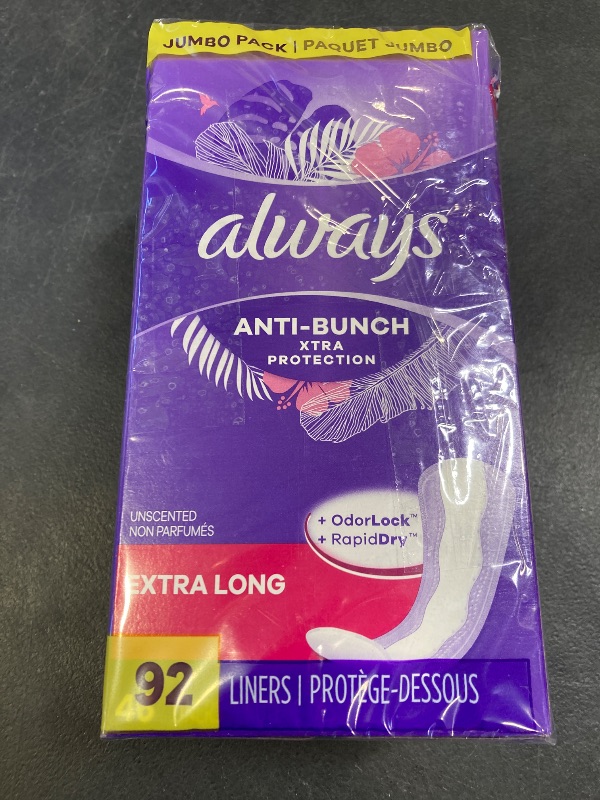 JUMBO PACK | PAQUET JUMBO
always
ANTI-BUNCH
XTRA
PROTECTION
UNSCENTED
NON PARFUMÉS
+ OdorLock™
+ RapidDry™
EXTRA LONG
92
LINERS | PROTÈGE-DESSOUS